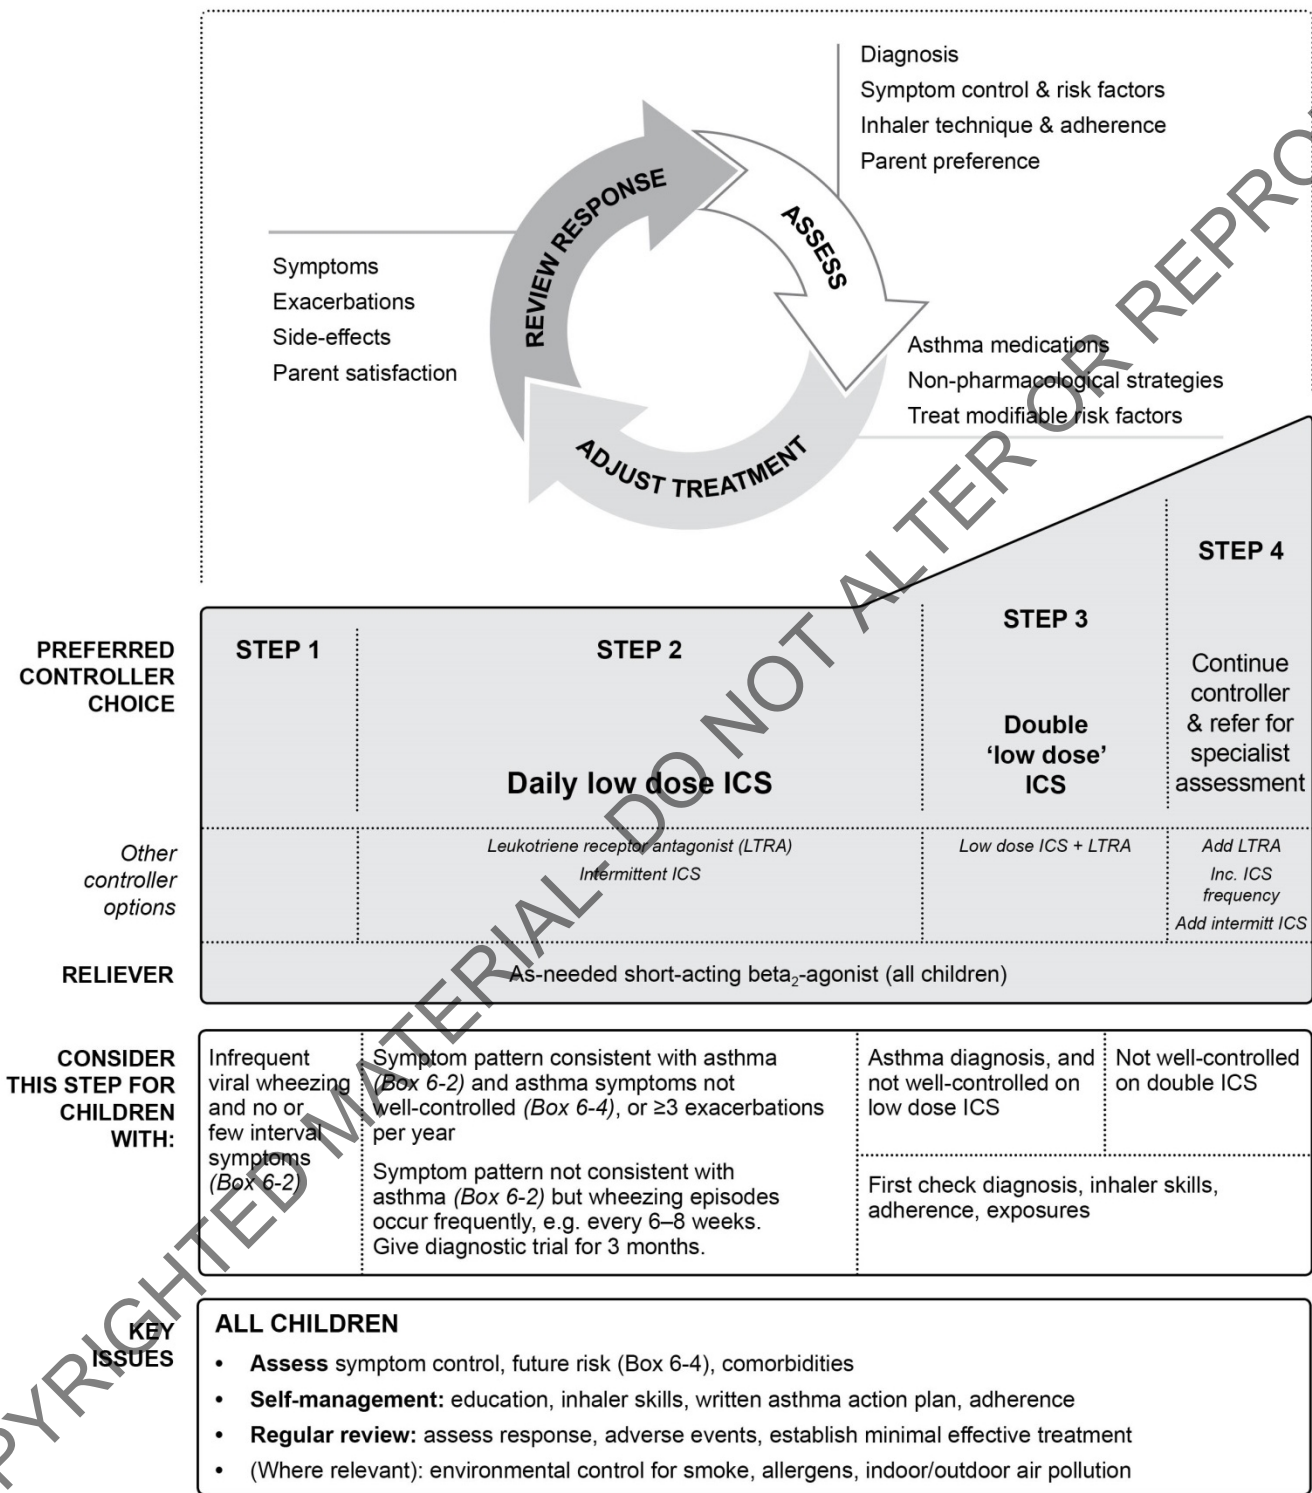 Diagnosis
Symptom control & risk factors
Inhaler technique & adherence
Parent preference
REVIEW RESPONSE
ASSESS
ADJUST TREATMENT
Symptoms
Exacerbations
Side-effects
Parent satisfaction
Asthma medications
Non-pharmacological strategies
Treat modifiable risk factors
PREFERRED
CONTROLLER
CHOICE
STEP 1
STEP 2
Daily low dose ICS
STEP 3
Double
‘low dose’
ICS
STEP 4
Continue
controller
& refer for
specialist
assessment
Other
controller
options
Leukotriene receptor antagonist (LTRA)
Intermittent ICS
Low dose ICS + LTRA
Add LTRA
Inc. ICS
frequency
Add intermitt ICS
RELIEVER
As-needed short-acting beta₂-agonist (all children)
CONSIDER
THIS STEP FOR
CHILDREN
WITH:
Infrequent
viral wheezing
and no or
few interval
symptoms
(Box 6-2)
Symptom pattern consistent with asthma
(Box 6-2) and asthma symptoms not
well-controlled (Box 6-4), or ≥3 exacerbations
per year
Symptom pattern not consistent with
asthma (Box 6-2) but wheezing episodes
occur frequently, e.g. every 6–8 weeks.
Give diagnostic trial for 3 months.
Asthma diagnosis, and
not well-controlled on
low dose ICS
Not well-controlled
on double ICS
First check diagnosis, inhaler skills,
adherence, exposures
KEY
ISSUES
ALL CHILDREN
• Assess symptom control, future risk (Box 6-4), comorbidities
• Self-management: education, inhaler skills, written asthma action plan, adherence
• Regular review: assess response, adverse events, establish minimal effective treatment
• (Where relevant): environmental control for smoke, allergens, indoor/outdoor air pollution
PYRIGHTED MATERIAL- DO NOT ALTER OR REPRO